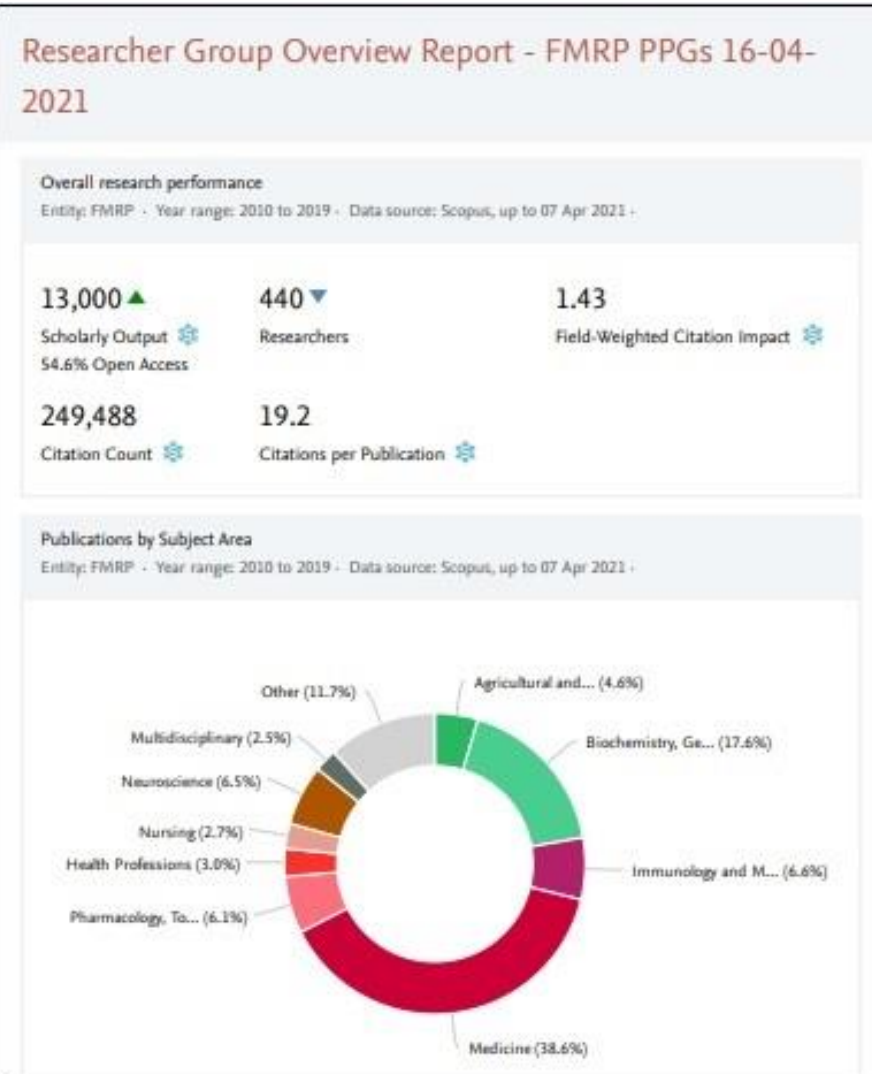 Researcher Group Overview Report - FMRP PPGs 16-04-
2021
Overall research performance
Entity: FMRP · Year range: 2010 to 2019 · Data source: Scopus, up to 07 Apr 2021 ·
13,000
440
1.43
Scholarly Output
Researchers
Field-Weighted Citation Impact
54.6% Open Access
249,488
19.2
Citation Count
Citations per Publication
Publications by Subject Area
Entity: FMRP · Year range: 2010 to 2019 · Data source: Scopus, up to 07 Apr 2021 ·
Agricultural and... (4.6%)
Other (11.7%)
Multidisciplinary (2.5%)
Biochemistry, Ge... (17.6%)
Neuroscience (6.5%)
Nursing (2.7%)
Health Professions (3.0%)
Immunology and M... (6.6%)
Pharmacology, To... (6.1%)
Medicine (38.6%)